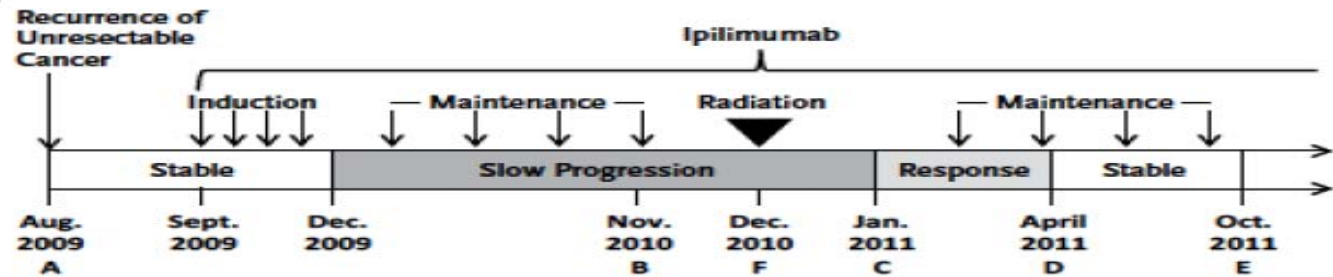 Recurrence of
Unresectable
Cancer
Ipilimumab
Induction
Maintenance
Radiation
Maintenance
Stable
Slow Progression
Response
Stable
Aug.
2009
A
Sept.
2009
Dec.
2009
Nov.
2010
B
Dec.
2010
F
Jan.
2011
C
April
2011
D
Oct.
2011
E